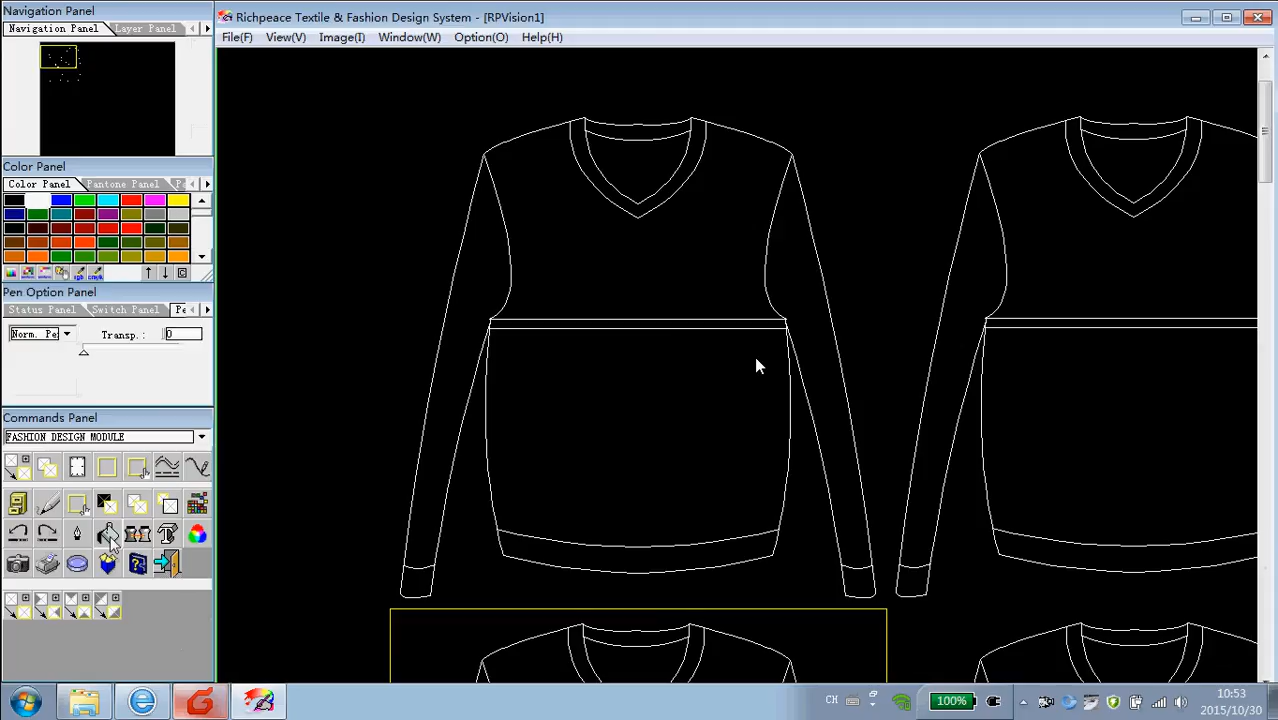 Navigation Panel
Navigation Panel
Layer Panel
Color Panel
Color Panel
Pantone Panel
Pen Option Panel
Status Panel
Switch Panel
Pe
Norm. Pe
Transp.:
0
Commands Panel
FASHION DESIGN MODULE
Richpeace Textile & Fashion Design System - [RPVision1]
File(F)
View(V)
Image(I)
Window(W)
Option(O)
Help(H)
CH
100%
10:53
2015/10/30